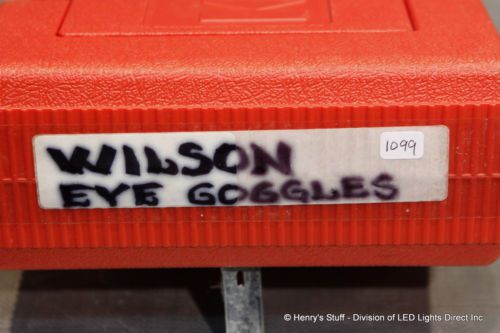 WILSON
1099
EYE GOGGLES
© Henry's Stuff - Division of LED Lights Direct Inc